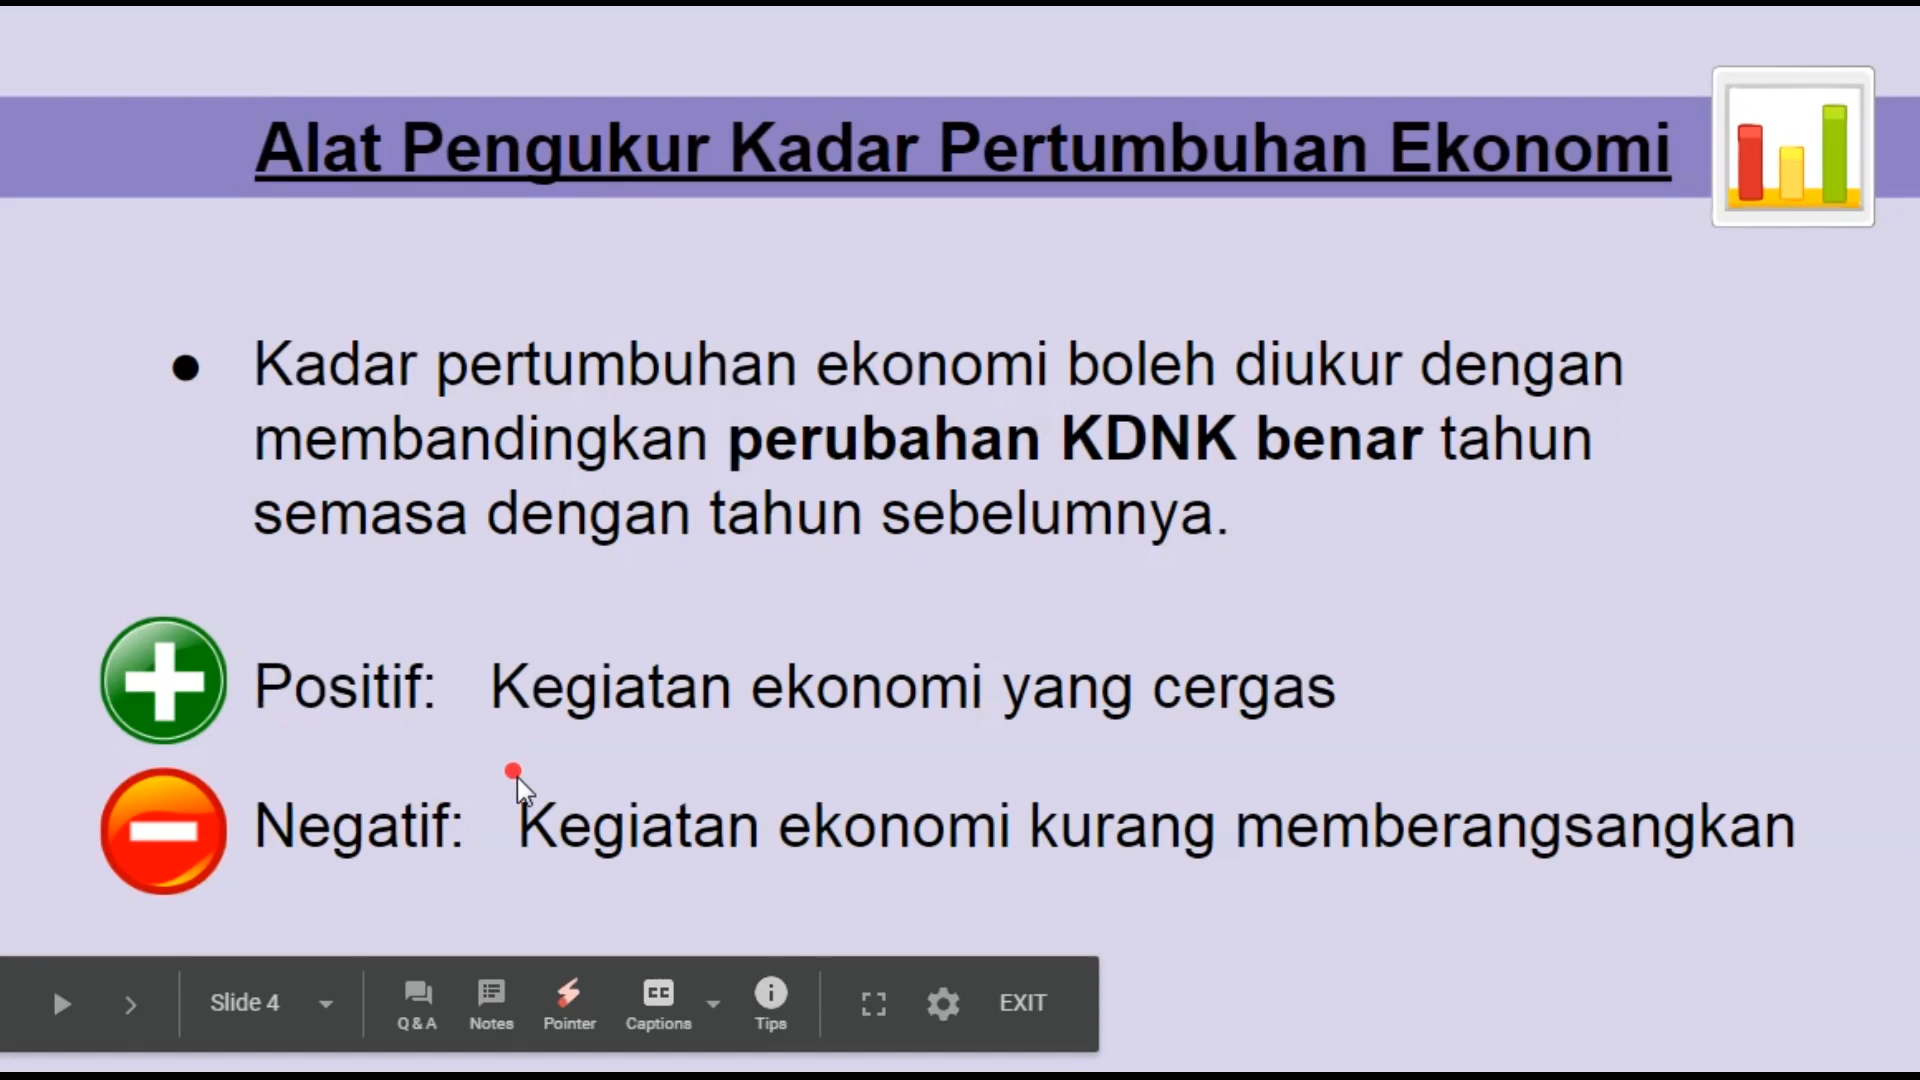 Alat Pengukur Kadar Pertumbuhan Ekonomi
● Kadar pertumbuhan ekonomi boleh diukur dengan
membandingkan perubahan KDNK benar tahun
semasa dengan tahun sebelumnya.
Positif: Kegiatan ekonomi yang cergas
Negatif: Kegiatan ekonomi kurang memberangsangkan
Slide 4
Q & A
Notes
Pointer
CC
Captions
Tips
EXIT